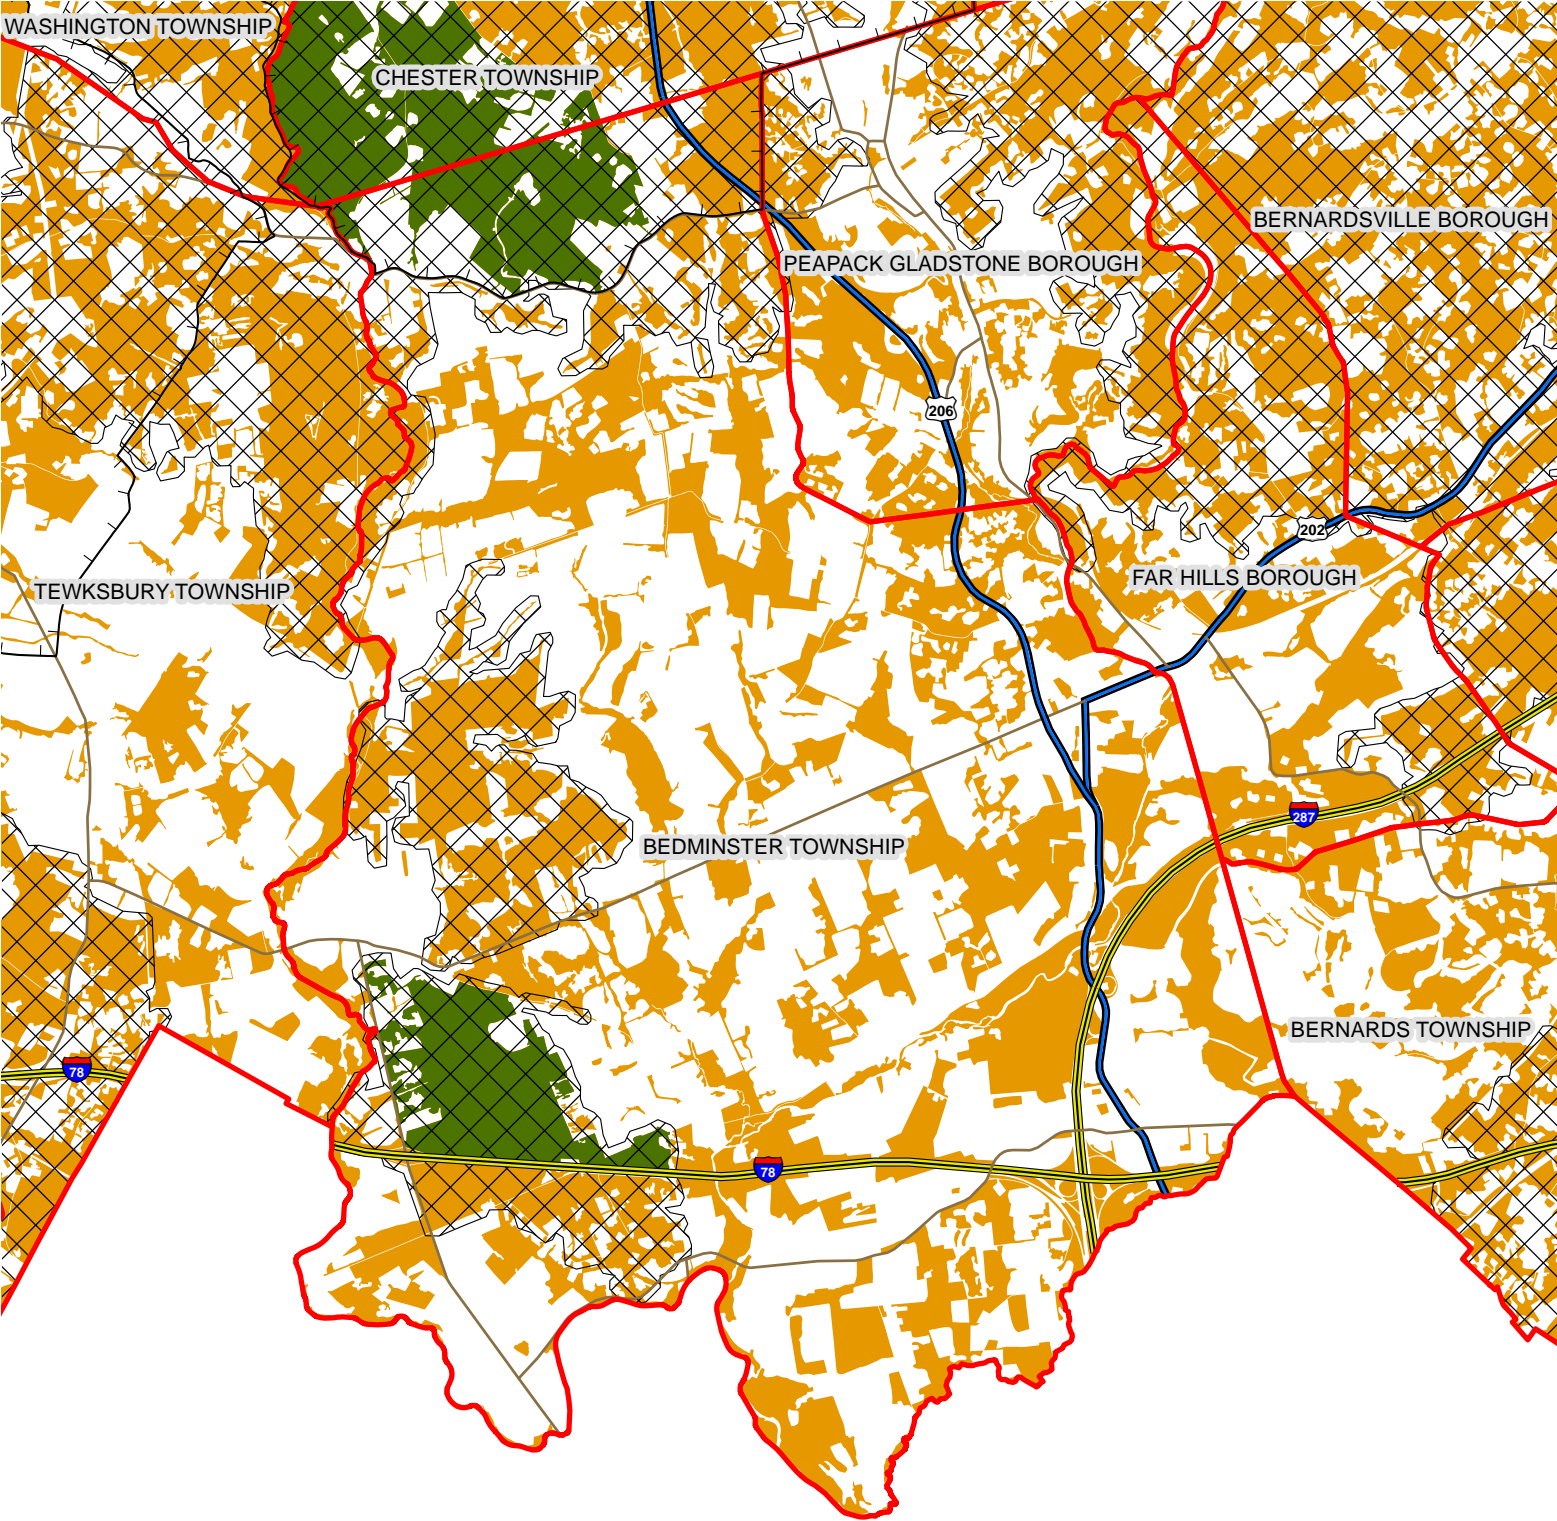 WASHINGTON TOWNSHIP
CHESTER TOWNSHIP
BERNARDSVILLE BOROUGH
PEAPACK GLADSTONE BOROUGH
206
202
FAR HILLS BOROUGH
TEWKSBURY TOWNSHIP
287
BEDMINSTER TOWNSHIP
BERNARDS TOWNSHIP
78
78